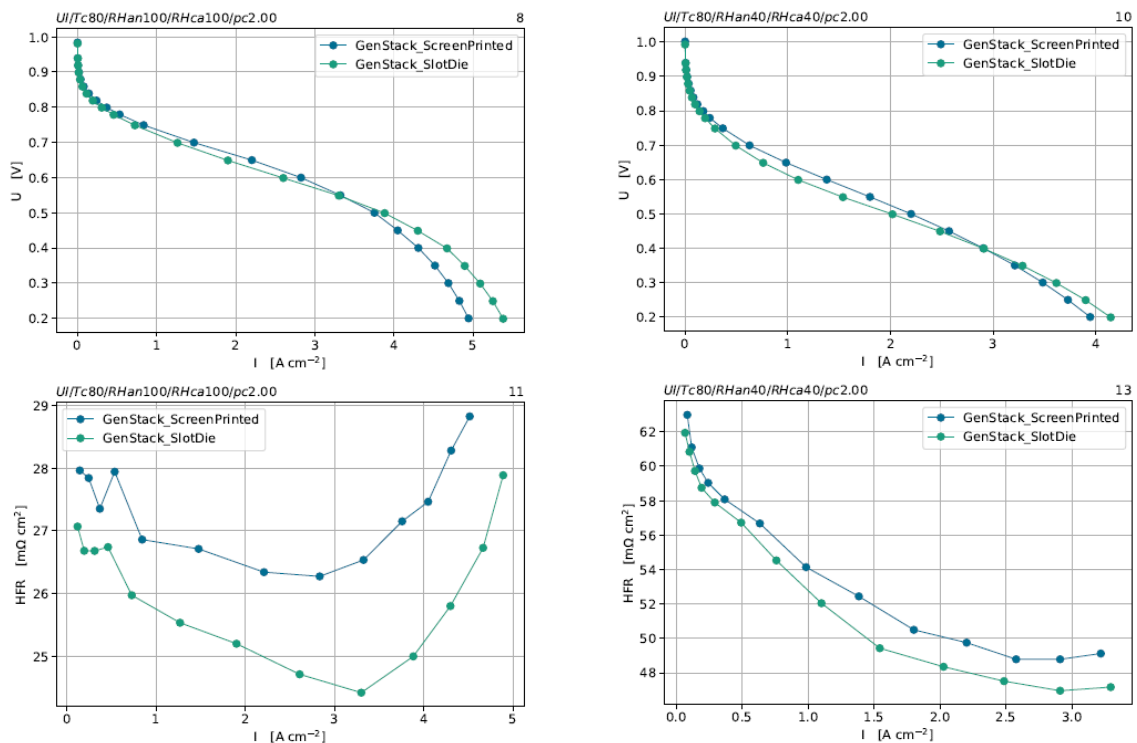 UI/Tc80/RHan100/RHca100/pc2.00 8
GenStack_ScreenPrinted
GenStack_SlotDie
1.0
0.9
0.8
0.7
0.6
0.5
0.4
0.3
0.2
U [V]
0 1 2 3 4 5
I [A cm⁻²]
UI/Tc80/RHan40/RHca40/pc2.00 10
GenStack_ScreenPrinted
GenStack_SlotDie
1.0
0.9
0.8
0.7
0.6
0.5
0.4
0.3
0.2
U [V]
0 1 2 3 4
I [A cm⁻²]
UI/Tc80/RHan100/RHca100/pc2.00 11
GenStack_ScreenPrinted
GenStack_SlotDie
29
28
27
26
25
HFR [mΩ cm²]
0 1 2 3 4 5
I [A cm⁻²]
UI/Tc80/RHan40/RHca40/pc2.00 13
GenStack_ScreenPrinted
GenStack_SlotDie
62
60
58
56
54
52
50
48
HFR [mΩ cm²]
0.0 0.5 1.0 1.5 2.0 2.5 3.0
I [A cm⁻²]